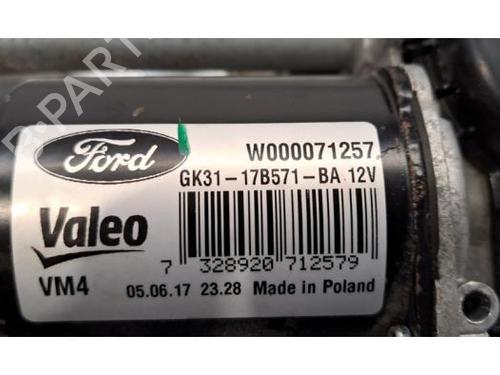 B-PARTS
Ford
W000071257
GK31-17B571-BA 12V
Valeo
7 328920 712579
VM4
05.06.17 23.28 Made in Poland